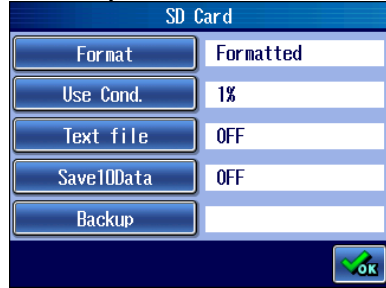 SD Card
Format Formatted
Use Cond. 1%
Text file OFF
Save10Data OFF
Backup
OK